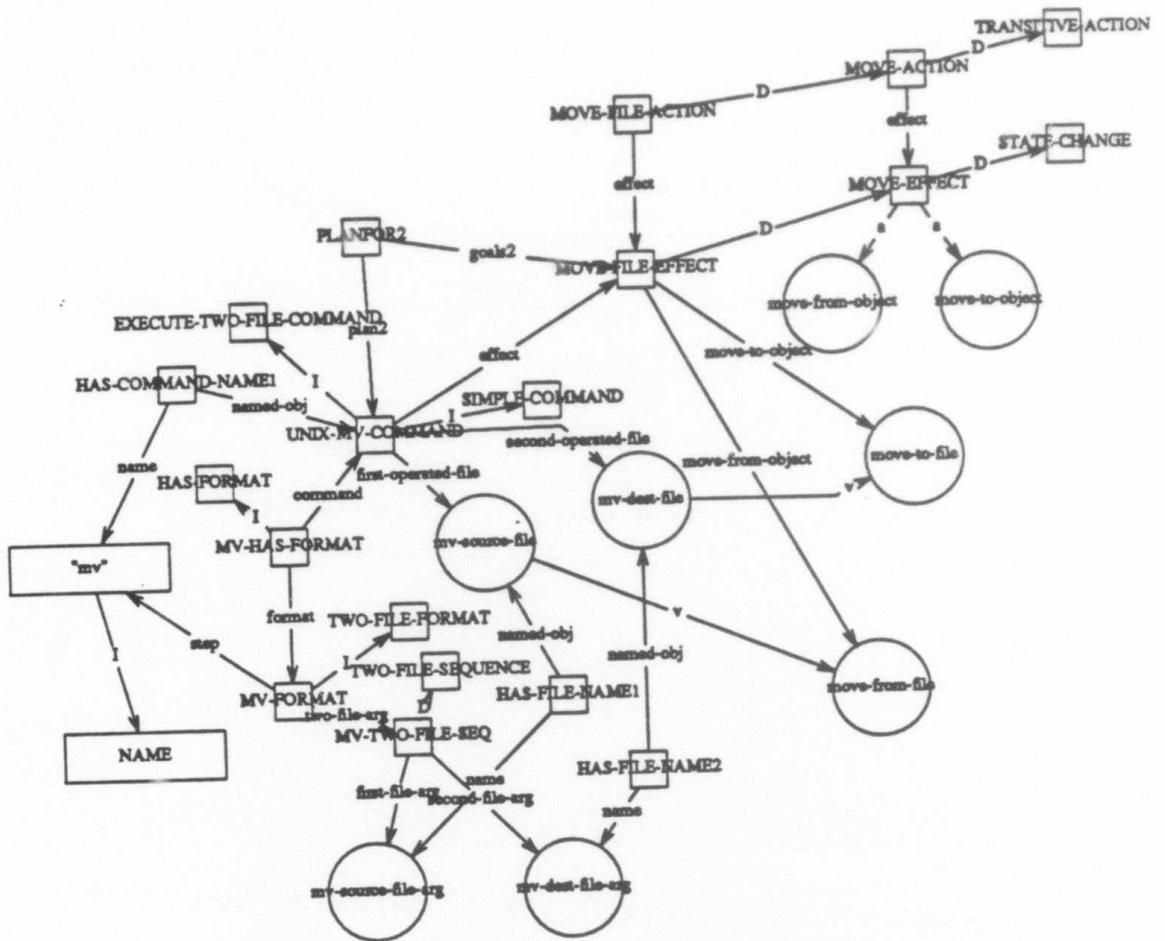 TRANSITIVE-ACTION
D
MOVE-ACTION
D
MOVE-FILE-ACTION
effect
STATE-CHANGE
D
effect
MOVE-EFFECT
D
s
s
PLANFOR2
goals2
MOVE-FILE-EFFECT
move-from-object
move-to-object
EXECUTE-TWO-FILE-COMMAND
plan2
effect
move-to-object
HAS-COMMAND-NAME1
I
SIMPLE-COMMAND
named-obj
I
UNIX-MV-COMMAND
second-operated-file
name
first-operated-file
move-from-object
move-to-file
HAS-FORMAT
command
mv-dest-file
v
I
MV-HAS-FORMAT
mv-source-file
"mv"
format
TWO-FILE-FORMAT
v
named-obj
step
named-obj
I
I
TWO-FILE-SEQUENCE
move-from-file
MV-FORMAT
HAS-FILE-NAME1
two-file-arg
D
MV-TWO-FILE-SEQ
NAME
HAS-FILE-NAME2
name
first-file-arg
second-file-arg
name
mv-source-file-arg
mv-dest-file-arg